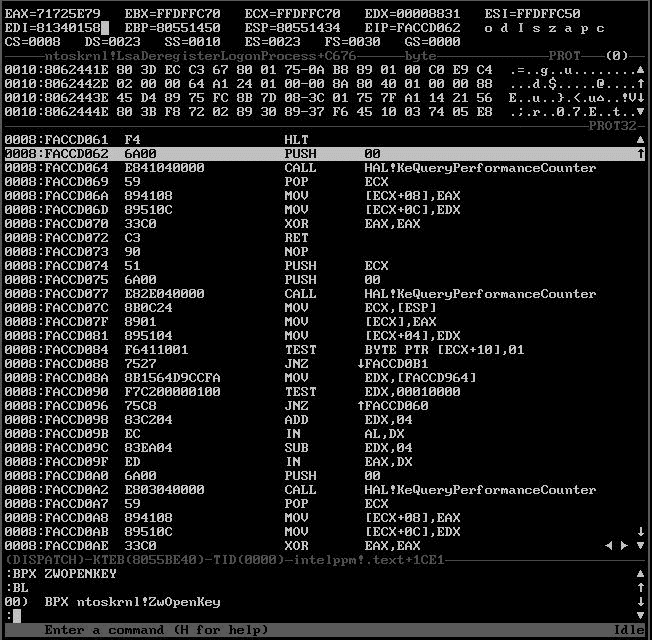 EAX=71725E79 EBX=FFDFFC70 ECX=FFDFFC70 EDX=00008831 ESI=FFDFFC50
EDI=81340158 EBP=80551450 ESP=80551434 EIP=FACCD062 o d I s z a p c
CS=0008 DS=0023 SS=0010 ES=0023 FS=0030 GS=0000
ntoskrnl!LsaDeregisterLogonProcess+C676 byte PROT (0)
0010:8062441E 80 3D EC C3 67 80 01 75-0A B8 89 01 00 C0 E9 C4 .=..g..u........▲
0010:8062442E 02 00 00 64 A1 24 01 00-00 8A 80 40 01 00 00 88 ...d.$.....@....↑
0010:8062443E 45 D4 89 75 FC 8B 7D 08-3C 01 75 7F A1 14 21 56 E..u..}.<.u⌂..!V↓
0010:8062444E 80 3B F8 72 02 89 30 89-37 F6 45 10 03 74 05 E8 .;.r..0.7.E..t..▼
PROT32
0008:FACCD061 F4 HLT ▲
0008:FACCD062 6A00 PUSH 00 ↑
0008:FACCD064 E841040000 CALL HAL!KeQueryPerformanceCounter
0008:FACCD069 59 POP ECX
0008:FACCD06A 894108 MOV [ECX+08],EAX
0008:FACCD06D 89510C MOV [ECX+0C],EDX
0008:FACCD070 33C0 XOR EAX,EAX
0008:FACCD072 C3 RET
0008:FACCD073 90 NOP
0008:FACCD074 51 PUSH ECX
0008:FACCD075 6A00 PUSH 00
0008:FACCD077 E82E040000 CALL HAL!KeQueryPerformanceCounter
0008:FACCD07C 8B0C24 MOV ECX,[ESP]
0008:FACCD07F 8901 MOV [ECX],EAX
0008:FACCD081 895104 MOV [ECX+04],EDX
0008:FACCD084 F6411001 TEST BYTE PTR [ECX+10],01
0008:FACCD088 7527 JNZ ↓FACCD0B1
0008:FACCD08A 8B1564D9CCFA MOV EDX,[FACCD964]
0008:FACCD090 F7C200000100 TEST EDX,00010000
0008:FACCD096 75C8 JNZ ↑FACCD060
0008:FACCD098 83C204 ADD EDX,04
0008:FACCD09B EC IN AL,DX
0008:FACCD09C 83EA04 SUB EDX,04
0008:FACCD09F ED IN EAX,DX
0008:FACCD0A0 6A00 PUSH 00
0008:FACCD0A2 E803040000 CALL HAL!KeQueryPerformanceCounter
0008:FACCD0A7 59 POP ECX
0008:FACCD0A8 894108 MOV [ECX+08],EAX
0008:FACCD0AB 89510C MOV [ECX+0C],EDX ↓
0008:FACCD0AE 33C0 XOR EAX,EAX ◄ ► ▼
(DISPATCH)-KTEB(8055BE40)-TID(0000)-intelppm!.text+1CE1
:BPX ZWOPENKEY ▲
:BL ↑
00) BPX ntoskrnl!ZwOpenKey ↓
: ▼
Enter a command (H for help) Idle